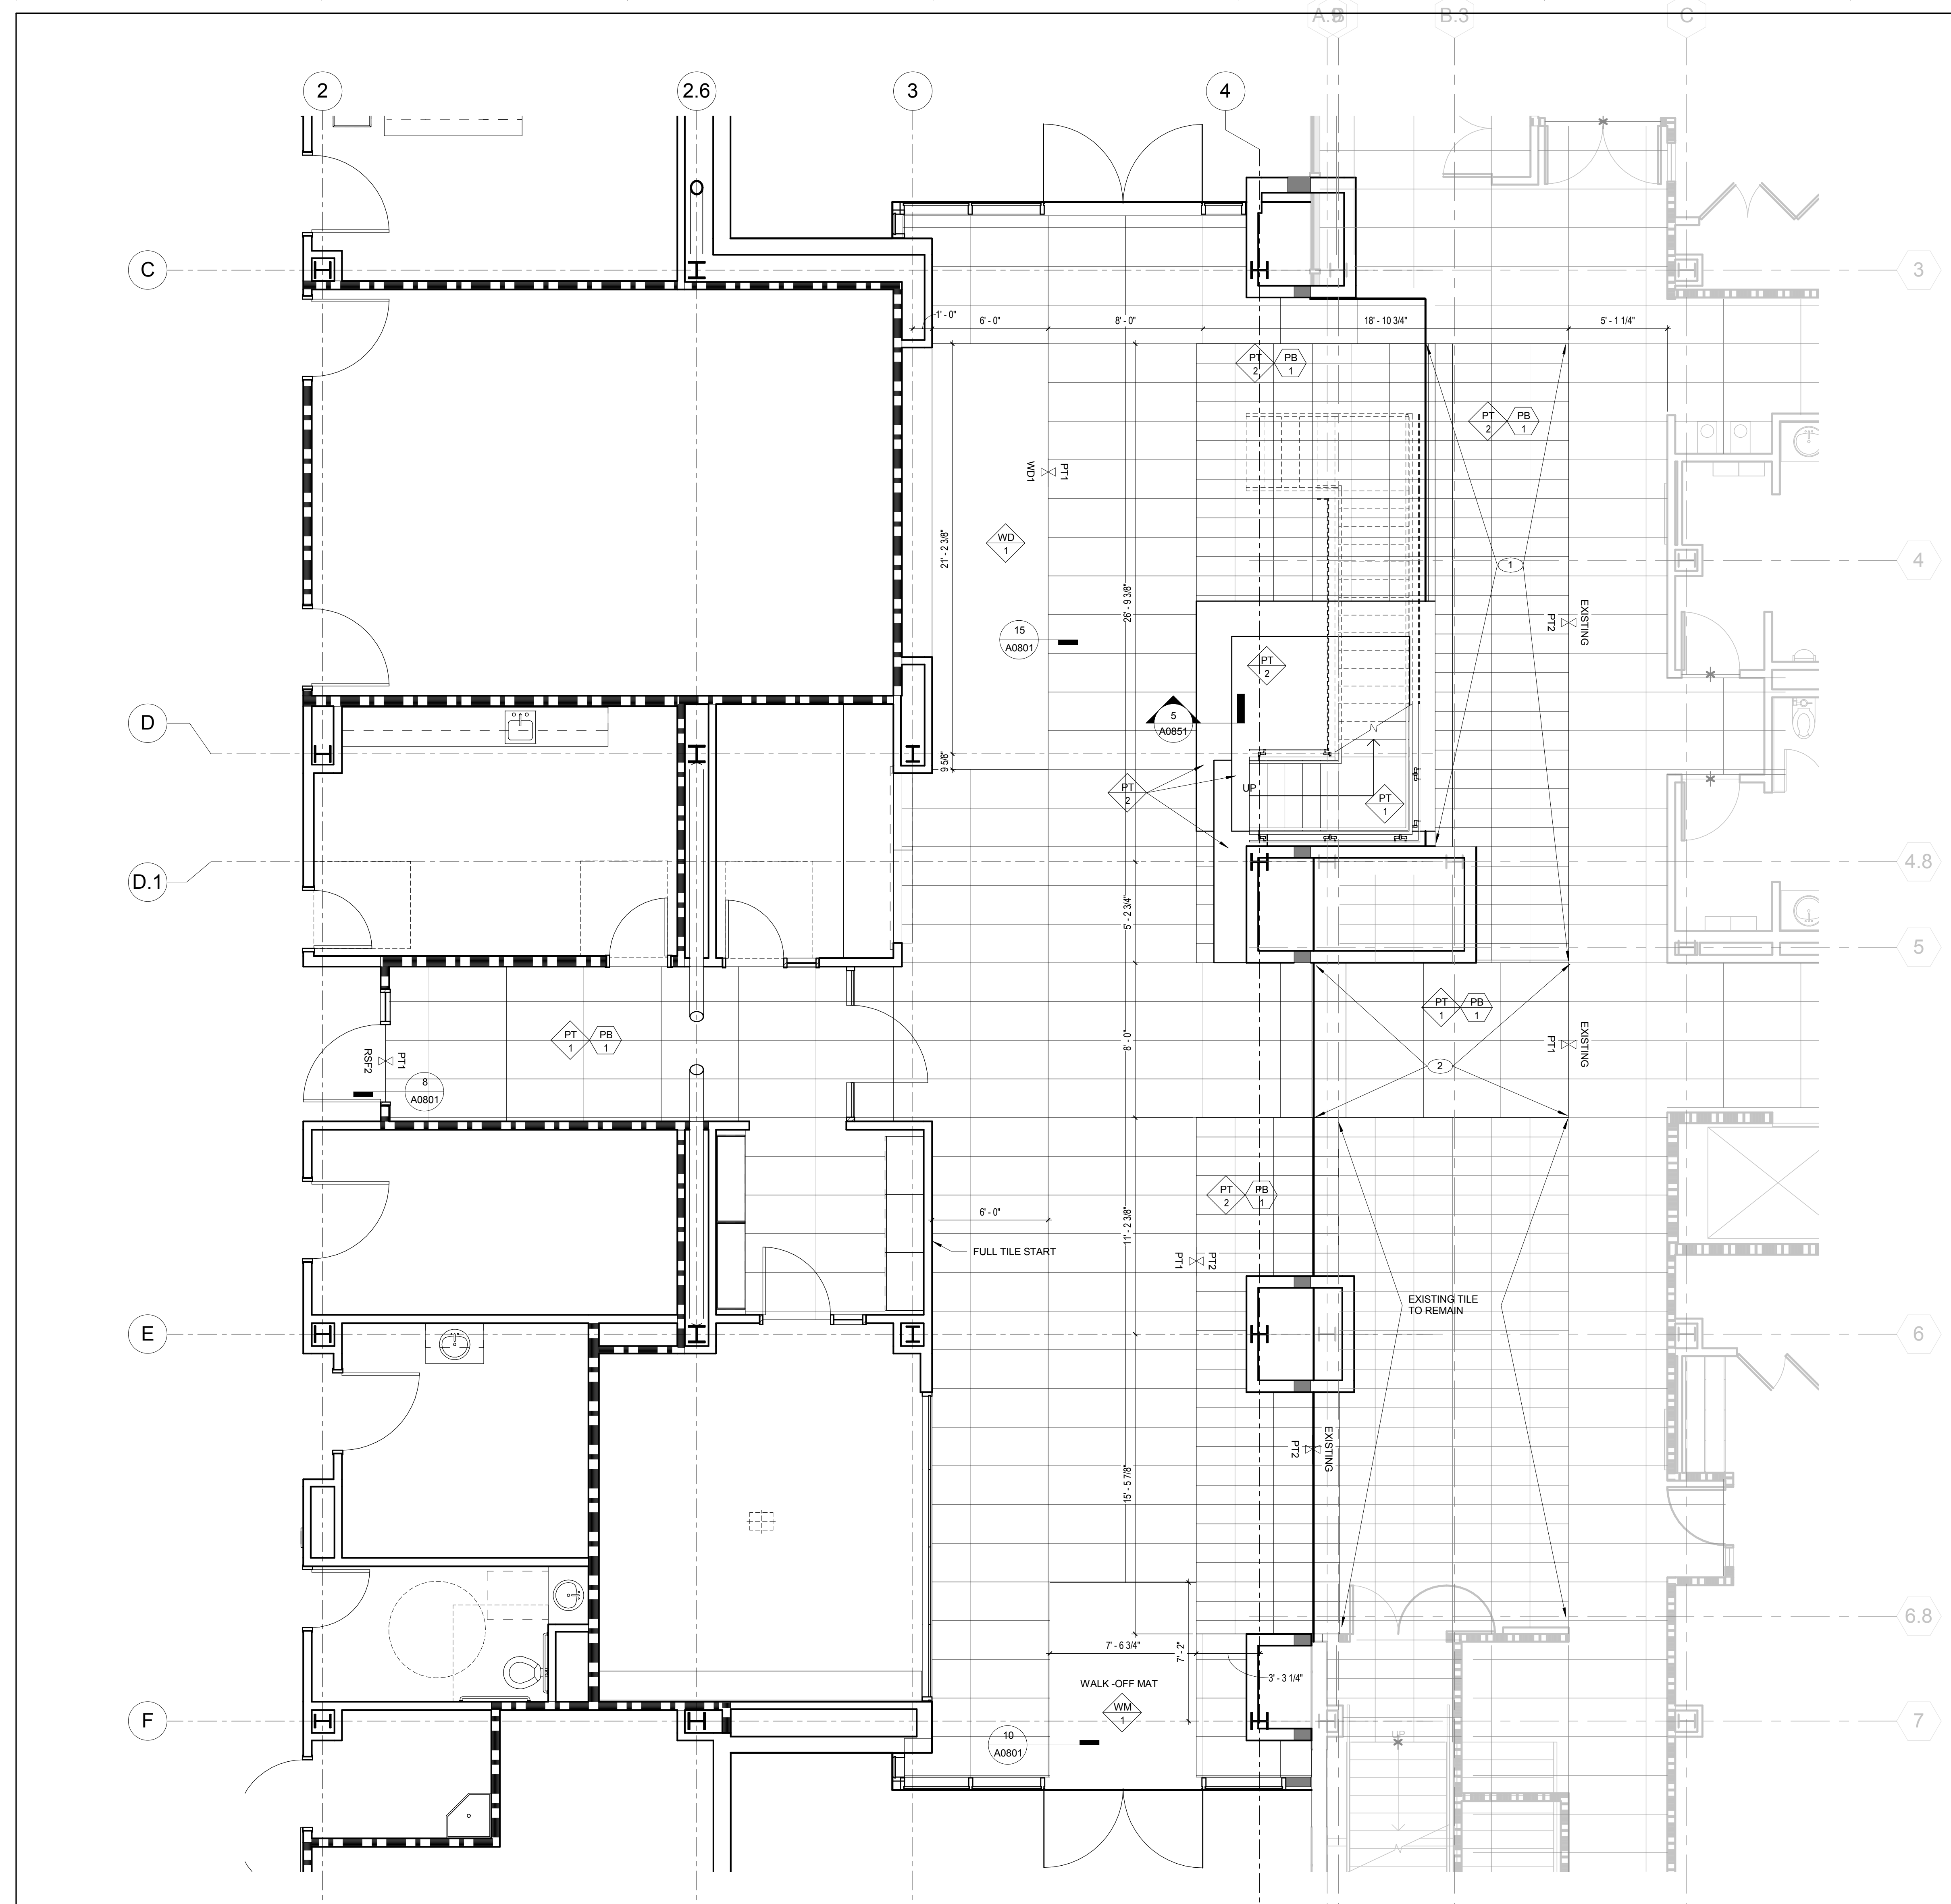 A.9
B
B.3
C
2
2.6
3
4
C
3
1' - 0"
6' - 0"
8' - 0"
18' - 10 3/4"
5' - 1 1/4"
PT
2
PB
1
PT
2
PB
1
WD1
PT1
WD
1
21' - 2 3/8"
26' - 9 3/8"
1
4
PT2
EXISTING
15
A0801
PT
2
5
A0851
D
9 5/8"
PT
2
UP
PT
1
D.1
4.8
5' - 2 3/4"
5
PT
1
PB
1
PT
1
PB
1
8' - 0"
PT1
EXISTING
RSF2
PT1
2
8
A0801
PT
2
PB
1
6' - 0"
11' - 2 3/8"
FULL TILE START
PT1
PT2
EXISTING TILE
TO REMAIN
E
6
PT2
EXISTING
15' - 5 7/8"
6.8
7' - 6 3/4"
7' - 2"
3' - 3 1/4"
WALK -OFF MAT
WM
1
F
7
UP
10
A0801